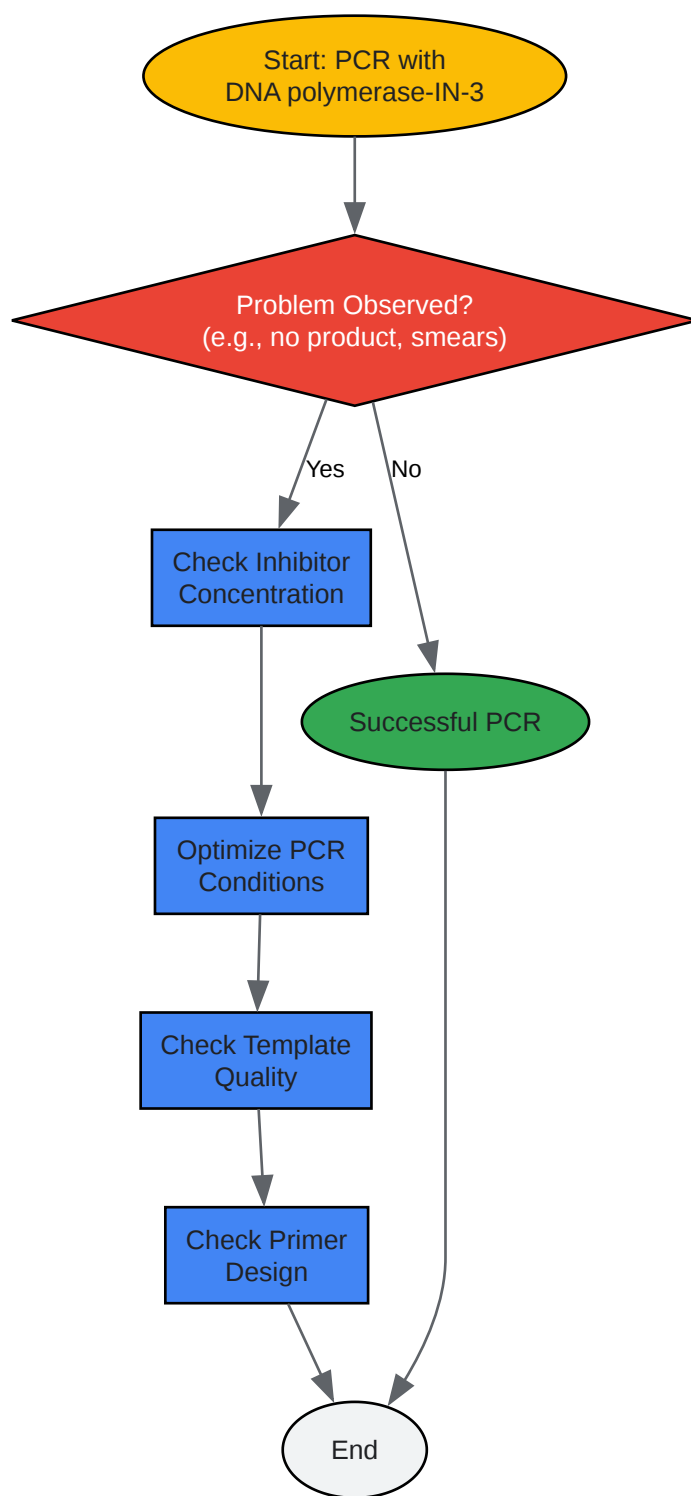 Start: PCR with
DNA polymerase-IN-3
Problem Observed?
(e.g., no product, smears)
Yes
No
Check Inhibitor
Concentration
Successful PCR
Optimize PCR
Conditions
Check Template
Quality
Check Primer
Design
End